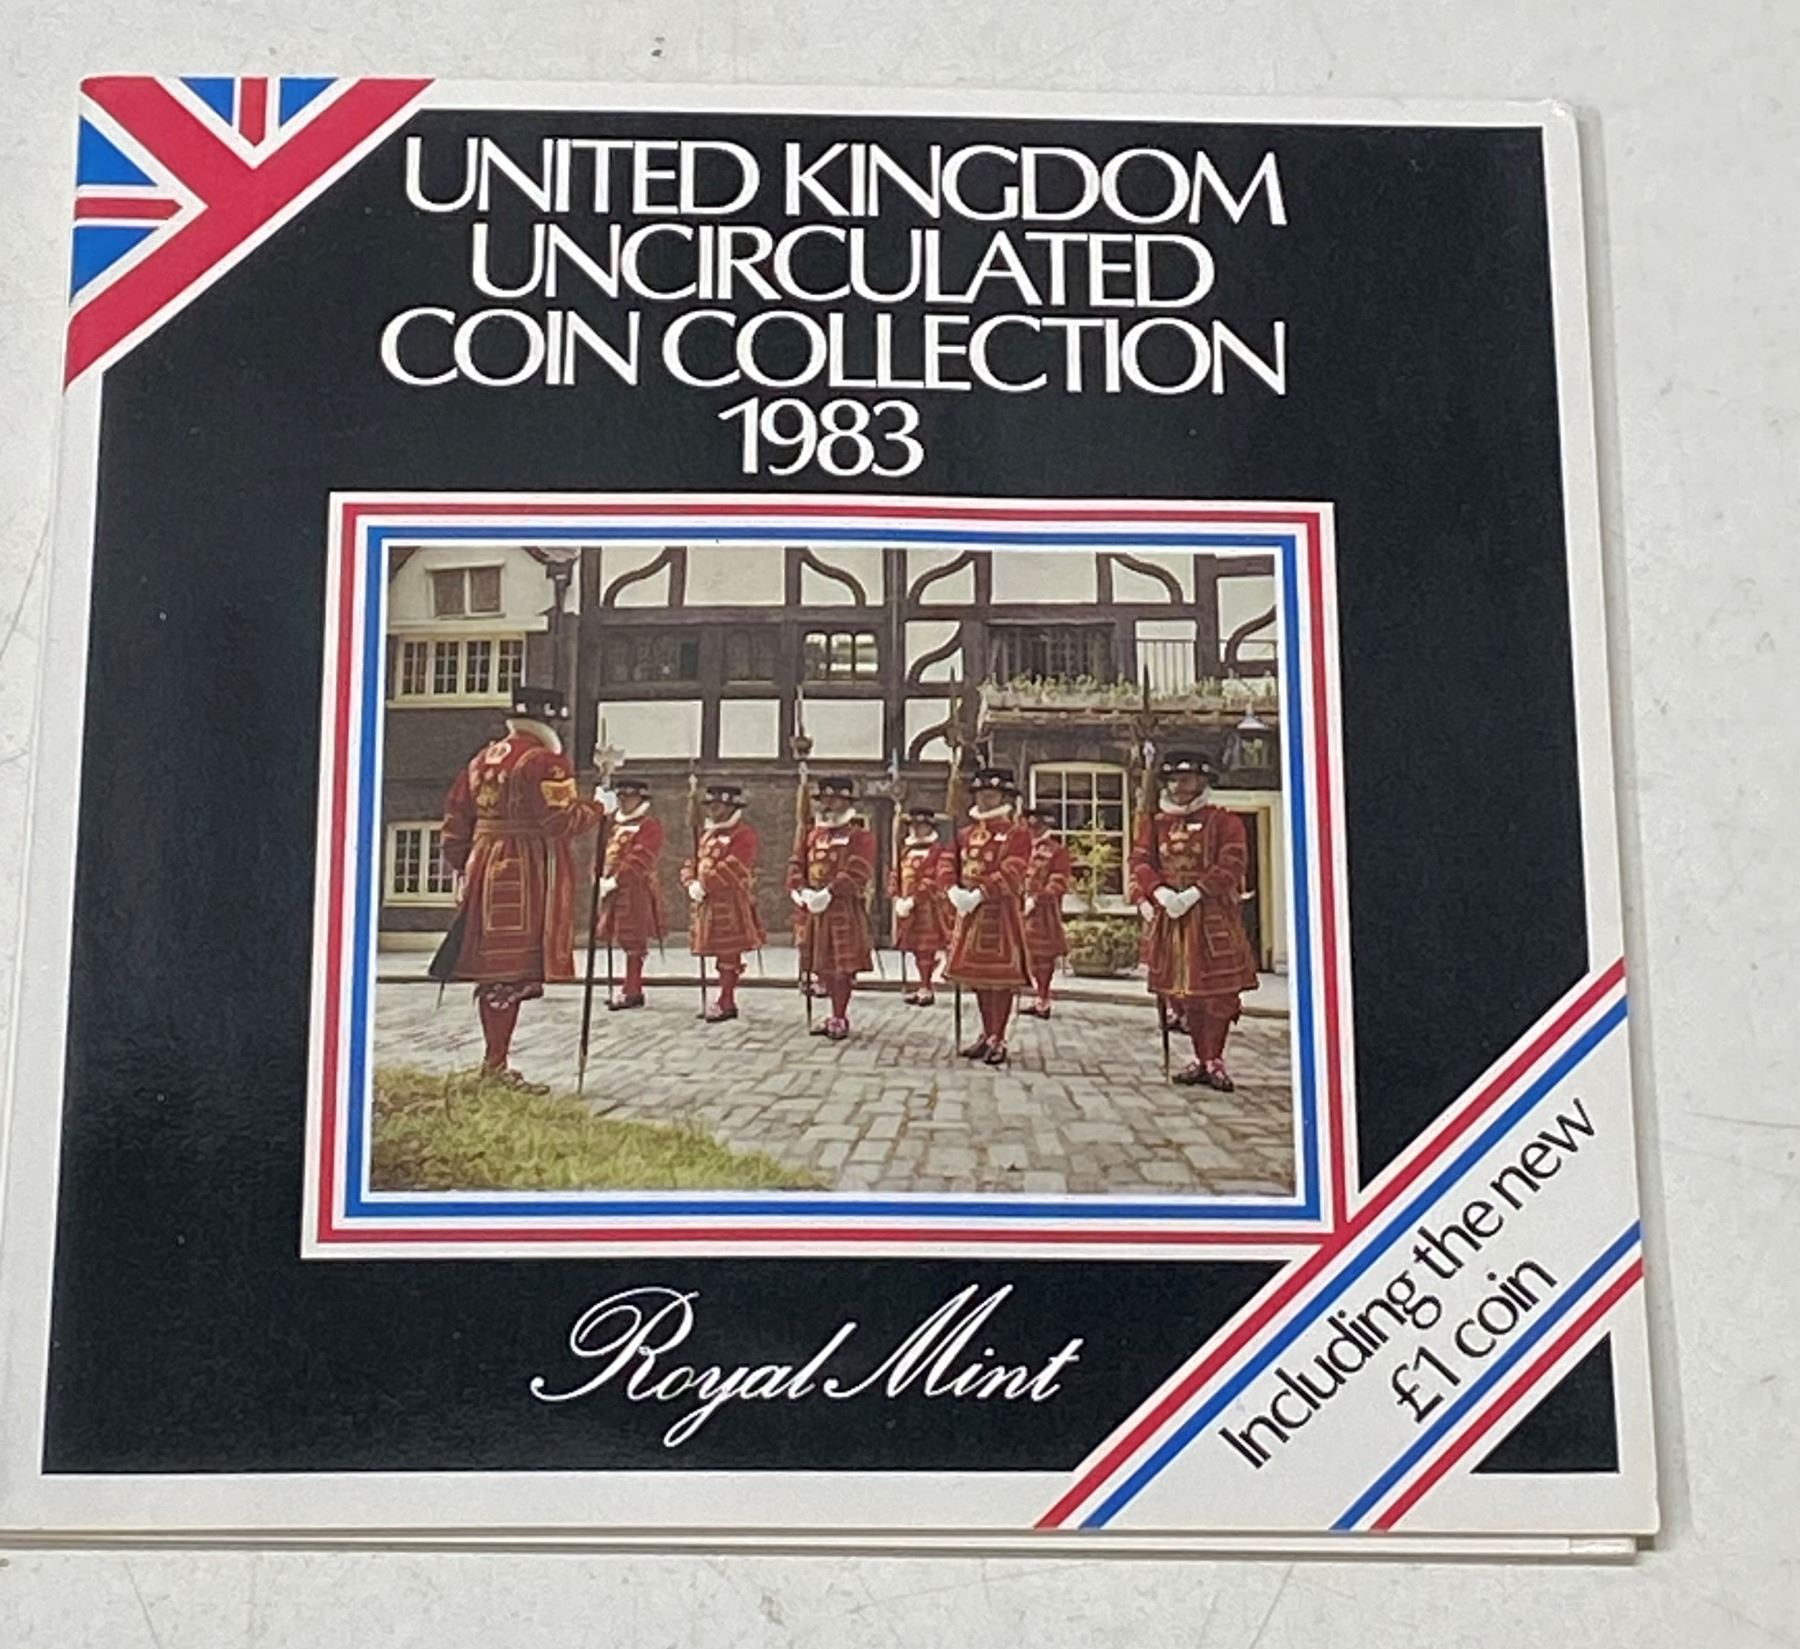 UNITED KINGDOM
UNCIRCULATED
COIN COLLECTION
1983
Royal Mint
Including the new
£1 coin